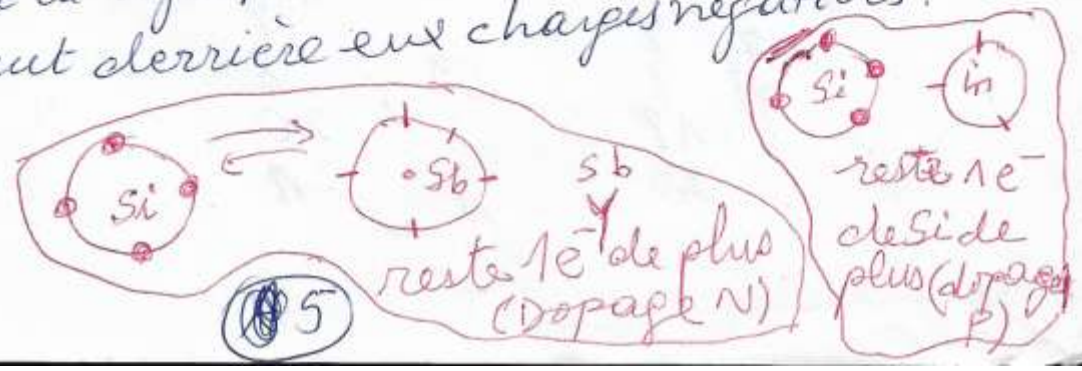 derrière eux charges négatives.
Si
Sb
Sb
reste 1e⁻ de plus
(Dopage N)
Si
in
reste 1e⁻
de Si de
plus (dopage
P)
5